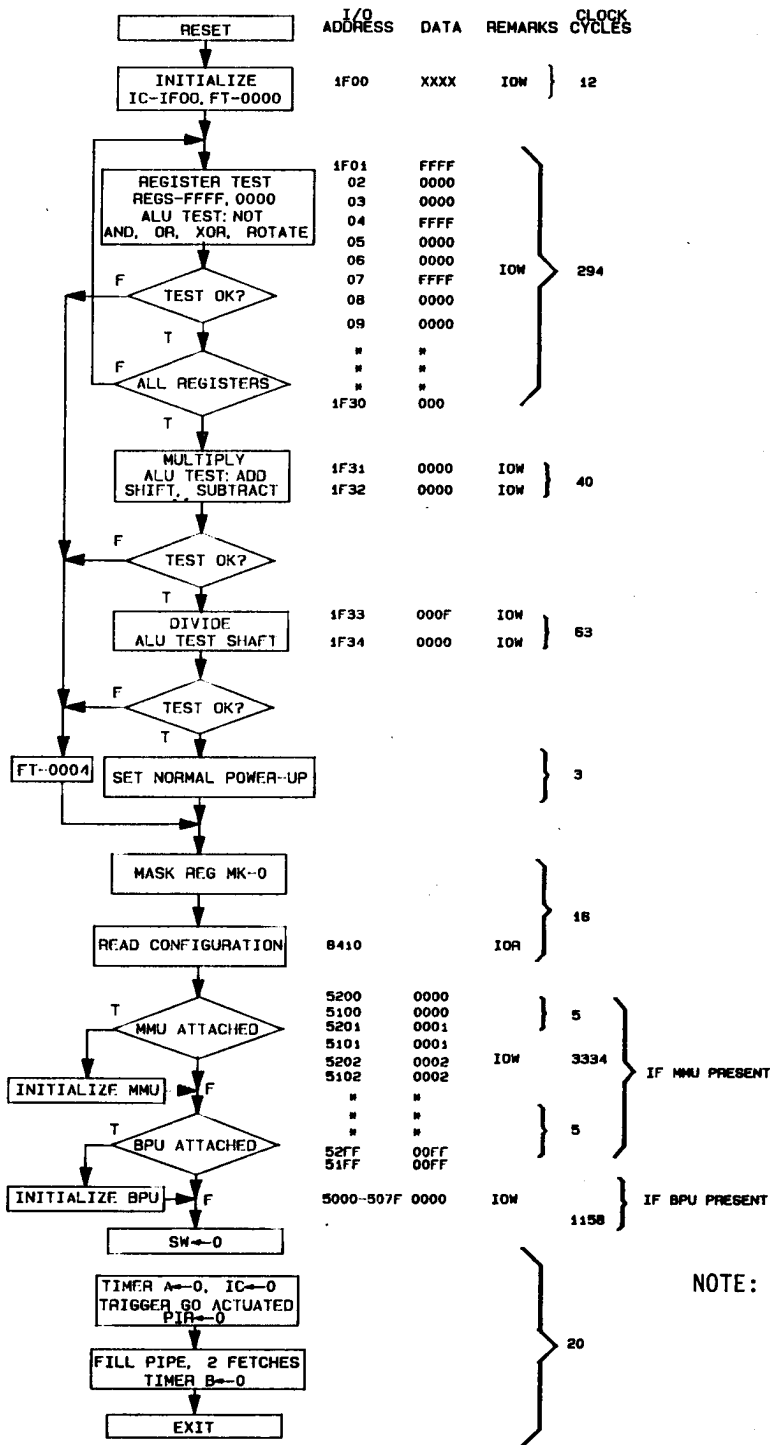 I/O ADDRESS DATA REMARKS CLOCK CYCLES
RESET
INITIALIZE
IC-IF00, FT-0000
1F00 XXXX IOW 12
REGISTER TEST
REGS-FFFF, 0000
ALU TEST: NOT
AND, OR, XOR, ROTATE
1F01 FFFF
02 0000
03 0000
04 FFFF
05 0000
06 0000
07 FFFF
08 0000
09 0000
* *
* *
* *
1F30 000
IOW 294
F TEST OK?
T
F ALL REGISTERS
T
MULTIPLY
ALU TEST: ADD
SHIFT, SUBTRACT
1F31 0000 IOW
1F32 0000 IOW
40
F TEST OK?
T
DIVIDE
ALU TEST SHAFT
1F33 000F IOW
1F34 0000 IOW
63
F TEST OK?
T
FT-0004 SET NORMAL POWER-UP 3
MASK REG MK-0
16
READ CONFIGURATION 8410 IOR
T MMU ATTACHED
INITIALIZE MMU F
5200 0000
5100 0000
5201 0001
5101 0001
5202 0002
5102 0002
* *
* *
* *
52FF 00FF
51FF 00FF
IOW
5
3334
5
IF MMU PRESENT
T BPU ATTACHED
INITIALIZE BPU F
5000-507F 0000 IOW
1158
IF BPU PRESENT
SW←0
NOTE:
TIMER A←0, IC←0
TRIGGER GO ACTUATED
PIR←0
20
FILL PIPE, 2 FETCHES
TIMER B←0
EXIT